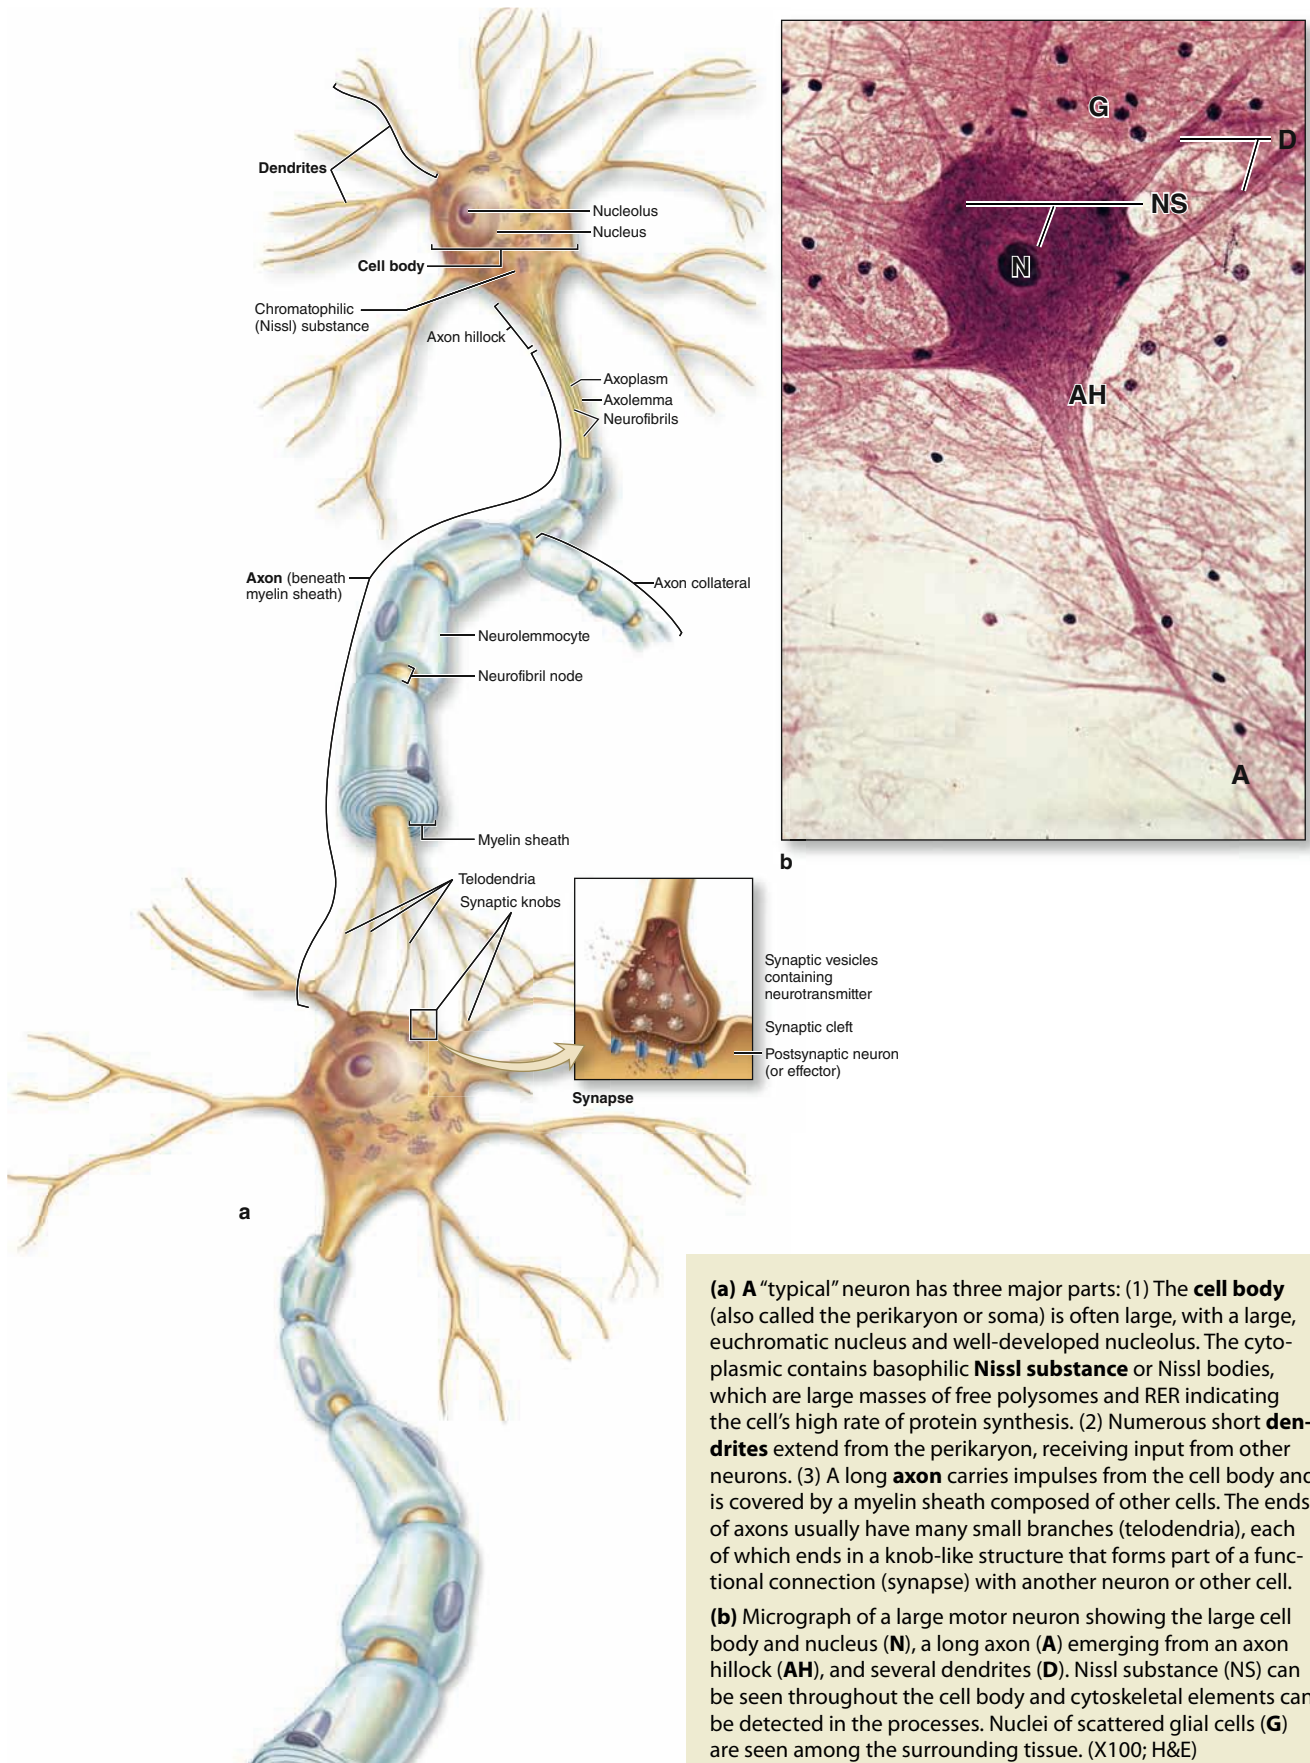 Dendrites
Nucleolus
Nucleus
Cell body
Chromatophilic
(Nissl) substance
Axon hillock
Axoplasm
Axolemma
Neurofibrils
Axon (beneath
myelin sheath)
Axon collateral
Neurolemmocyte
Neurofibril node
Myelin sheath
Telodendria
Synaptic knobs
Synaptic vesicles
containing
neurotransmitter
Synaptic cleft
Postsynaptic neuron
(or effector)
Synapse
a
G
D
NS
N
AH
A
b
(a) A “typical” neuron has three major parts: (1) The cell body
(also called the perikaryon or soma) is often large, with a large,
euchromatic nucleus and well-developed nucleolus. The cyto-
plasmic contains basophilic Nissl substance or Nissl bodies,
which are large masses of free polysomes and RER indicating
the cell’s high rate of protein synthesis. (2) Numerous short den-
drites extend from the perikaryon, receiving input from other
neurons. (3) A long axon carries impulses from the cell body and
is covered by a myelin sheath composed of other cells. The ends
of axons usually have many small branches (telodendria), each
of which ends in a knob-like structure that forms part of a func-
tional connection (synapse) with another neuron or other cell.
(b) Micrograph of a large motor neuron showing the large cell
body and nucleus (N), a long axon (A) emerging from an axon
hillock (AH), and several dendrites (D). Nissl substance (NS) can
be seen throughout the cell body and cytoskeletal elements can
be detected in the processes. Nuclei of scattered glial cells (G)
are seen among the surrounding tissue. (X100; H&E)